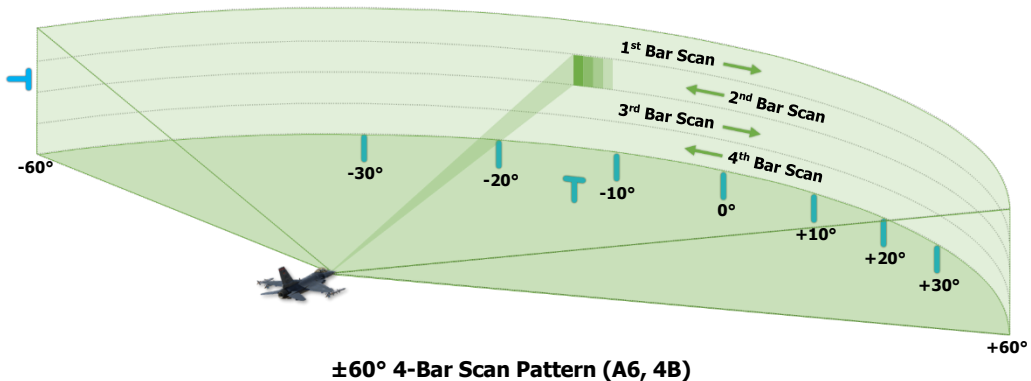 1st Bar Scan
2nd Bar Scan
3rd Bar Scan
4th Bar Scan
-60°
-30°
-20°
-10°
0°
+10°
+20°
+30°
+60°
±60° 4-Bar Scan Pattern (A6, 4B)